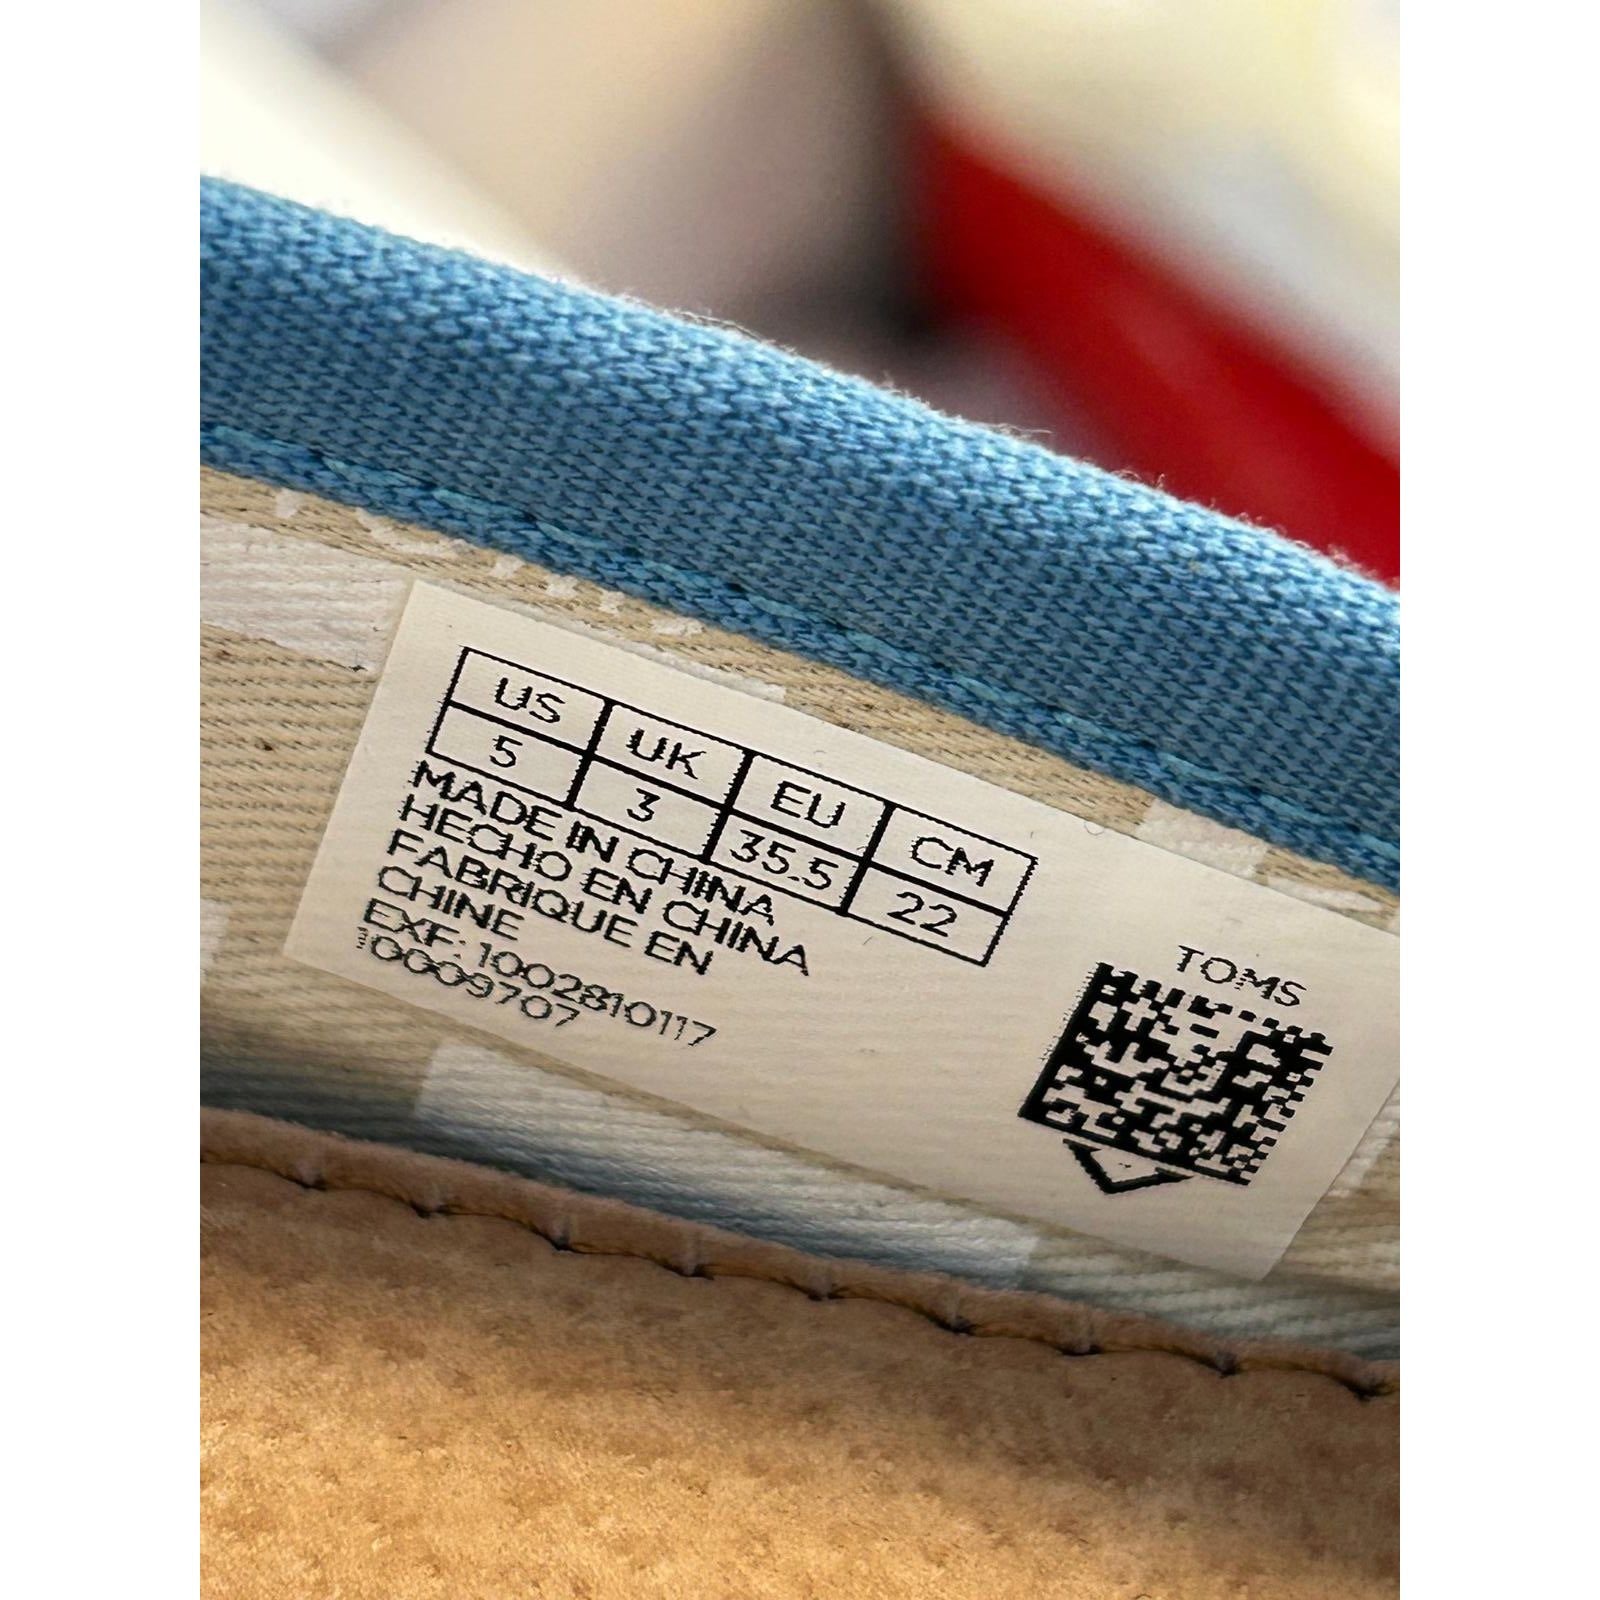 US UK EU CM
5 3 35.5 22
MADE IN CHINA
HECHO EN CHINA
FABRIQUE EN
CHINE
EXF: 1002810117
10009707
TOMS